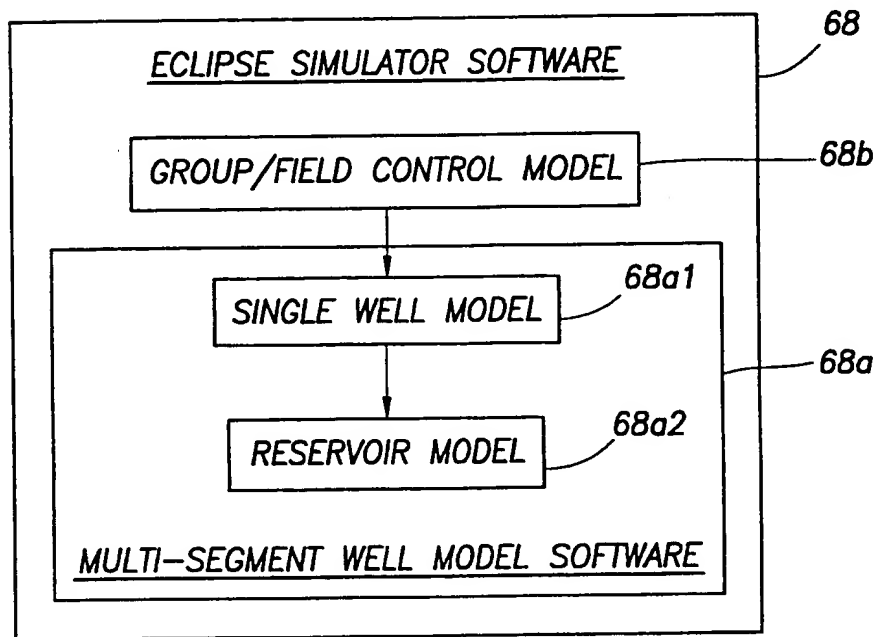 68
ECLIPSE SIMULATOR SOFTWARE
GROUP/FIELD CONTROL MODEL
68b
SINGLE WELL MODEL
68a1
68a
RESERVOIR MODEL
68a2
MULTI-SEGMENT WELL MODEL SOFTWARE